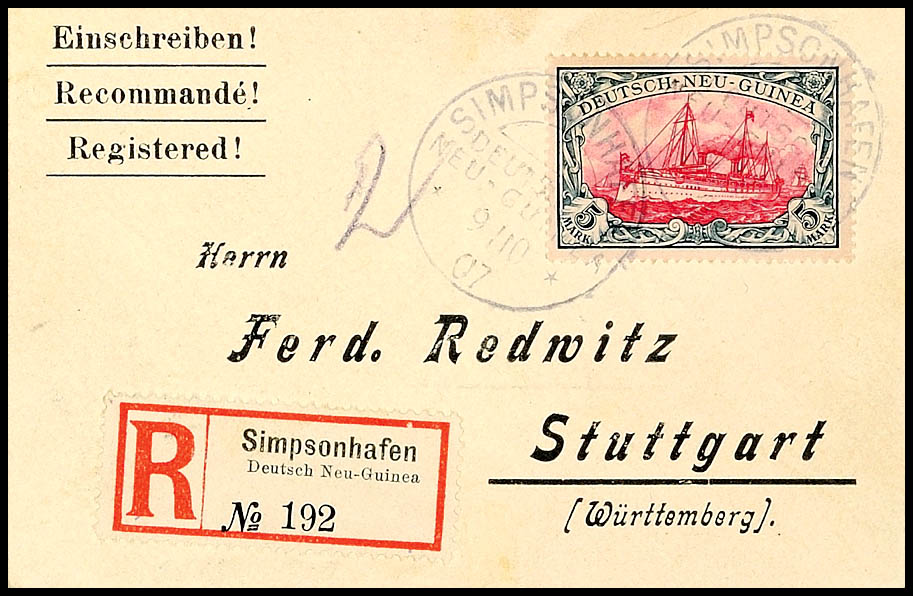 Einschreiben!
Recommandé!
Registered!
DEUTSCH-NEU-GUINEA
5 MARK
5 MARK
SIMPSONHAFEN
DEUTSCH
NEU-GUINEA
9/10
07
*
SIMPSONHAFEN
Herrn
Ferd. Redwitz
Stuttgart
(Württemberg).
R
Simpsonhafen
Deutsch Neu-Guinea
No 192